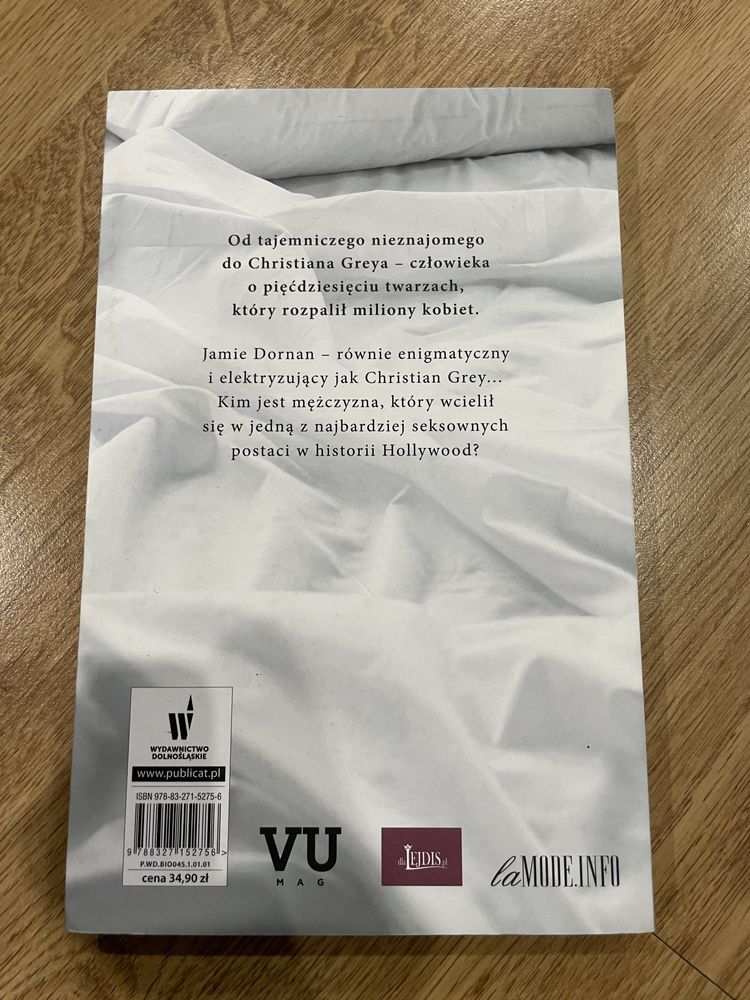 Od tajemniczego nieznajomego
do Christiana Greya – człowieka
o pięćdziesięciu twarzach,
który rozpalił miliony kobiet.
Jamie Dornan – równie enigmatyczny
i elektryzujący jak Christian Grey...
Kim jest mężczyzna, który wcielił
się w jedną z najbardziej seksownych
postaci w historii Hollywood?
W
WYDAWNICTWO
DOLNOŚLĄSKIE
www.publicat.pl
ISBN 978-83-271-5275-6
9 788327 152756 >
P.WD.BIO045.1.01.01
cena 34,90 zł
VU
MAG
dlaLEJDIS.pl
laMODE.INFO